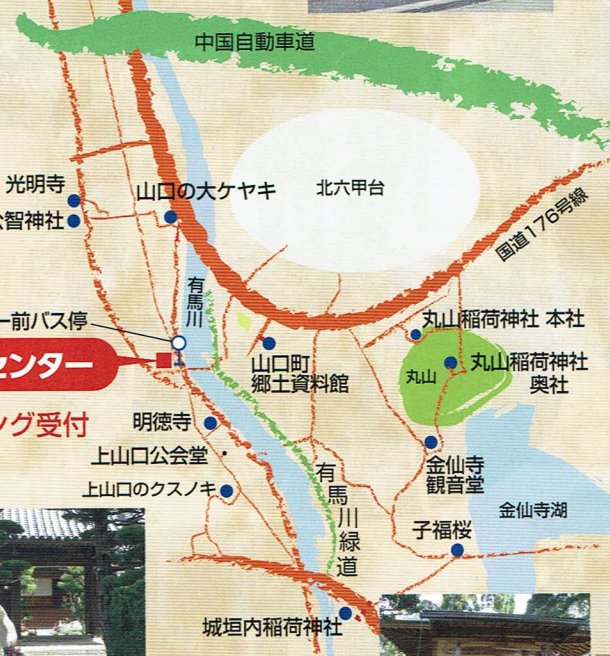 中国自動車道
光明寺
山口の大ケヤキ
北六甲台
智神社
国道176号線
有馬川
ー前バス停
丸山稲荷神社 本社
センター
山口町
郷土資料館
丸山
丸山稲荷神社
奥社
ング受付
明徳寺
上山口公会堂
金仙寺
観音堂
上山口のクスノキ
有馬川緑道
金仙寺湖
子福桜
城垣内稲荷神社